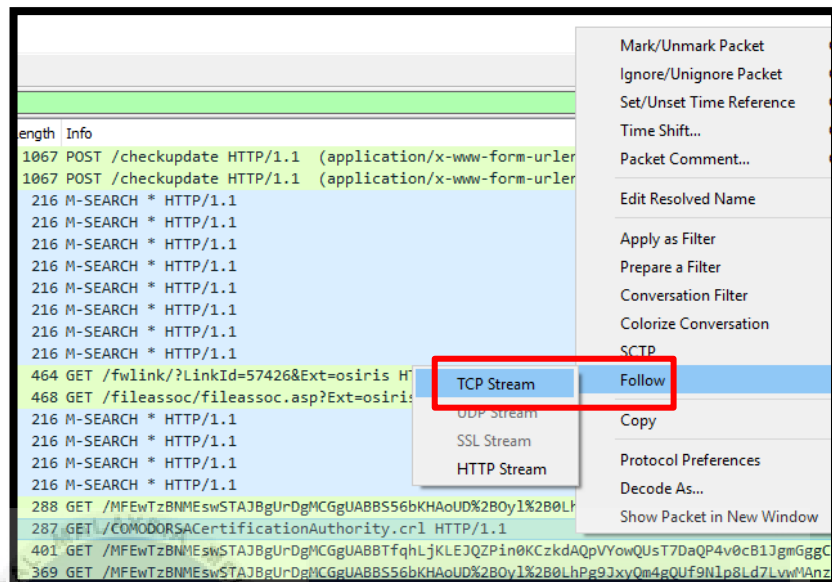 Length Info
1067 POST /checkupdate HTTP/1.1 (application/x-www-form-urler
1067 POST /checkupdate HTTP/1.1 (application/x-www-form-urler
216 M-SEARCH * HTTP/1.1
216 M-SEARCH * HTTP/1.1
216 M-SEARCH * HTTP/1.1
216 M-SEARCH * HTTP/1.1
216 M-SEARCH * HTTP/1.1
216 M-SEARCH * HTTP/1.1
216 M-SEARCH * HTTP/1.1
216 M-SEARCH * HTTP/1.1
464 GET /fwlink/?LinkId=57426&Ext=osiris HT
468 GET /fileassoc/fileassoc.asp?Ext=osiris
216 M-SEARCH * HTTP/1.1
216 M-SEARCH * HTTP/1.1
216 M-SEARCH * HTTP/1.1
216 M-SEARCH * HTTP/1.1
288 GET /MFEwTzBNMEswSTAJBgUrDgMCGgUABBS56bKHAoUD%2BOyl%2B0Lh
287 GET /COMODORSACertificationAuthority.crl HTTP/1.1
401 GET /MFEwTzBNMEswSTAJBgUrDgMCGgUABBTfqhLjKLEJQZPin0KCzkdAQpVYowQUsT7DaQP4v0cB1JgmGggC
369 GET /MFEwTzBNMEswSTAJBgUrDgMCGgUABBS56bKHAoUD%2BOyl%2B0LhPg9JxyQm4gQUf9Nlp8Ld7LvwMAnz
Mark/Unmark Packet
Ignore/Unignore Packet
Set/Unset Time Reference
Time Shift...
Packet Comment...
Edit Resolved Name
Apply as Filter
Prepare a Filter
Conversation Filter
Colorize Conversation
SCTP
Follow
Copy
Protocol Preferences
Decode As...
Show Packet in New Window
TCP Stream
UDP Stream
SSL Stream
HTTP Stream